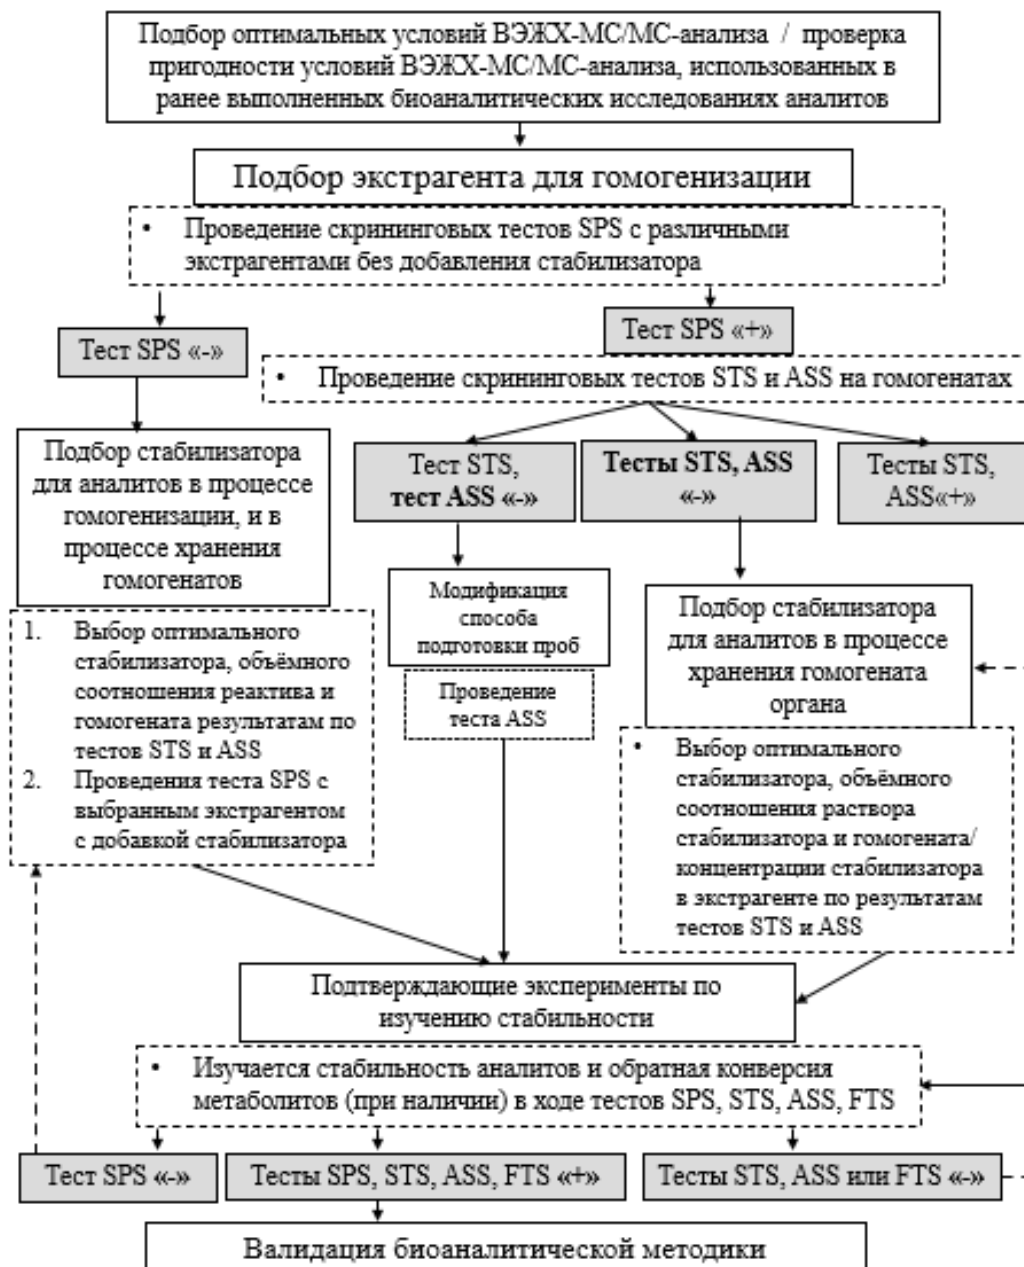 Подбор оптимальных условий ВЭЖХ-МС/МС-анализа / проверка
пригодности условий ВЭЖХ-МС/МС-анализа, использованных в
ранее выполненных биоаналитических исследованиях аналитов
Подбор экстрагента для гомогенизации
• Проведение скрининговых тестов SPS с различными
экстрагентами без добавления стабилизатора
Тест SPS «-»
Тест SPS «+»
• Проведение скрининговых тестов STS и ASS на гомогенатах
Подбор стабилизатора
для аналитов в процессе
гомогенизации, и в
процессе хранения
гомогенатов
Тест STS,
тест ASS «-»
Тесты STS, ASS
«-»
Тесты STS,
ASS«+»
Модификация
способа
подготовки проб
Проведение
теста ASS
Подбор стабилизатора
для аналитов в процессе
хранения гомогената
органа
1. Выбор оптимального
стабилизатора, объёмного
соотношения реактива и
гомогената результатам по
тестов STS и ASS
2. Проведения теста SPS с
выбранным экстрагентом
с добавкой стабилизатора
• Выбор оптимального
стабилизатора, объёмного
соотношения раствора
стабилизатора и гомогената/
концентрации стабилизатора
в экстрагенте по результатам
тестов STS и ASS
Подтверждающие эксперименты по
изучению стабильности
• Изучается стабильность аналитов и обратная конверсия
метаболитов (при наличии) в ходе тестов SPS, STS, ASS, FTS
Тест SPS «-»
Тесты SPS, STS, ASS, FTS «+»
Тесты STS, ASS или FTS «-»
Валидация биоаналитической методики